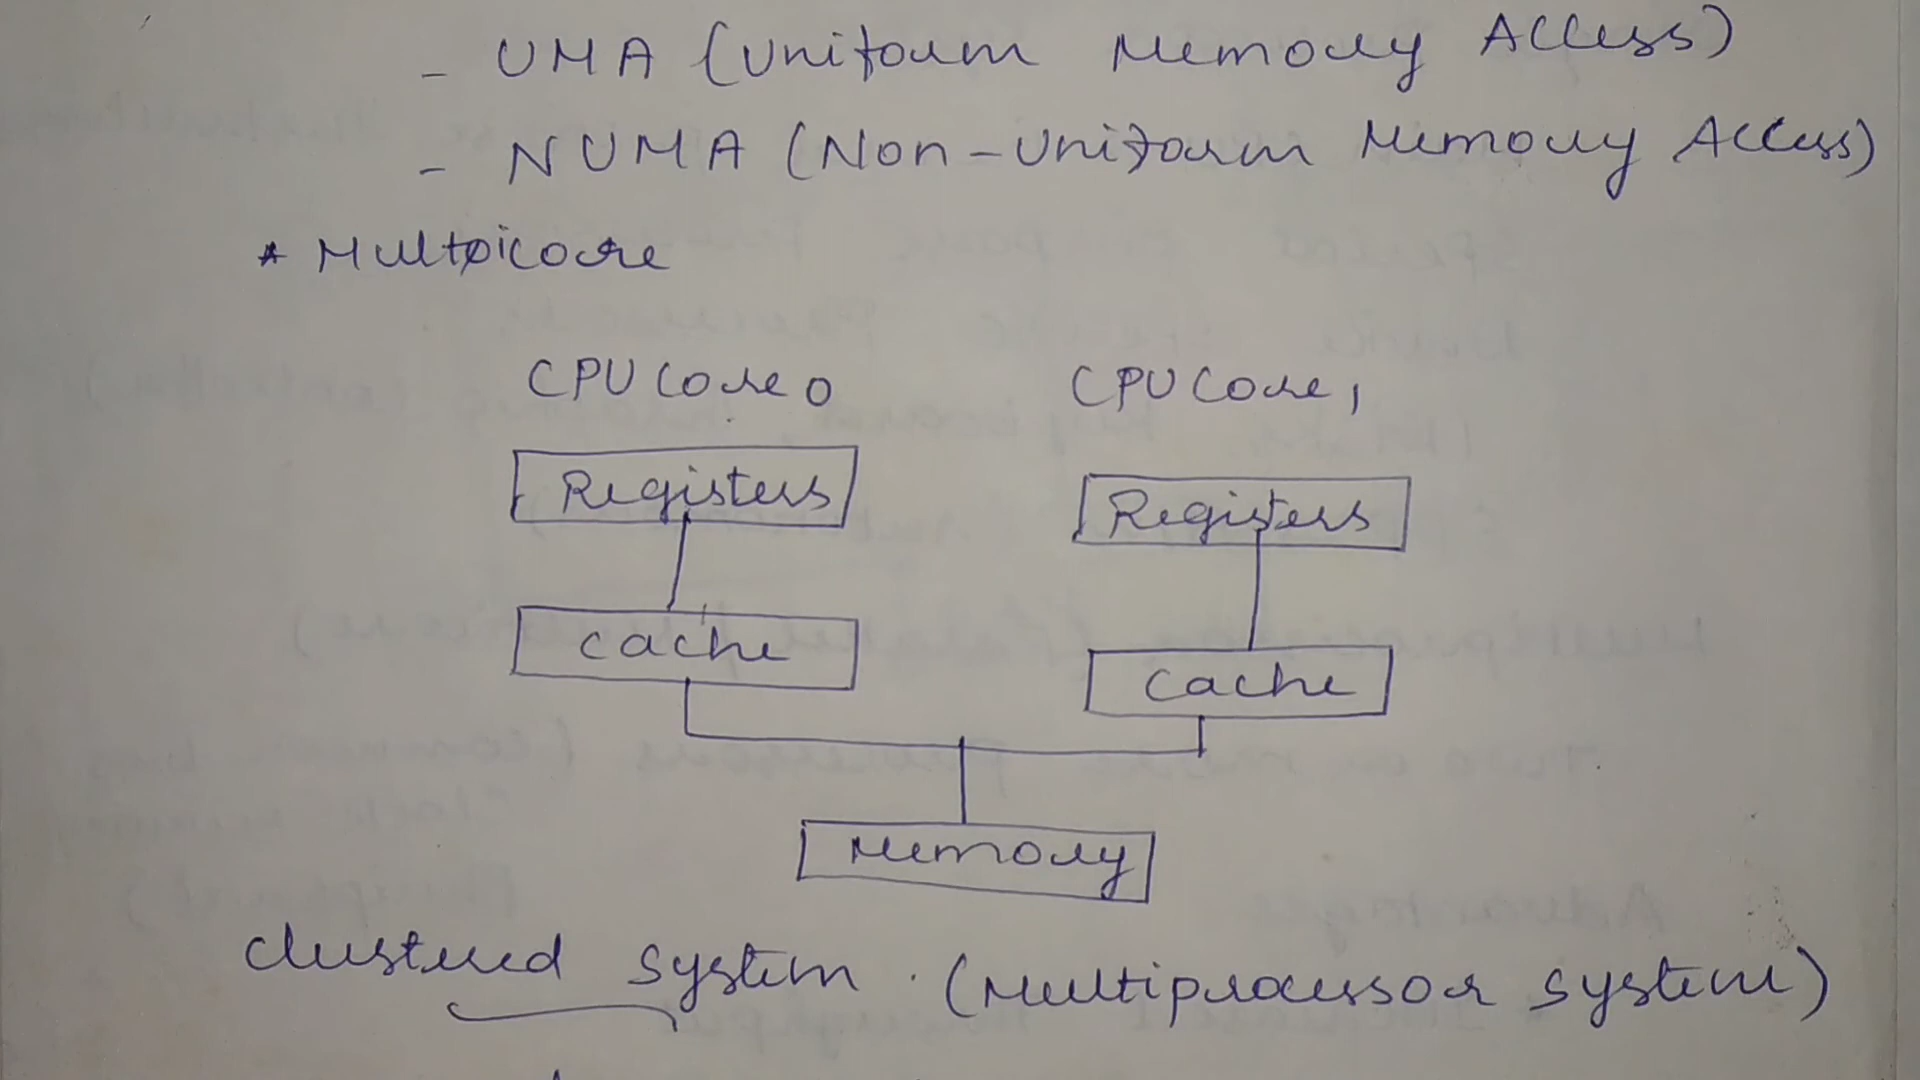 - UMA (Uniform Memory Access)
- NUMA (Non-Uniform Memory Access)
* Multicore
CPU Core 0 CPU Core 1
Registers Registers
Cache Cache
Memory
Clustered System. (Multiprocessor System)